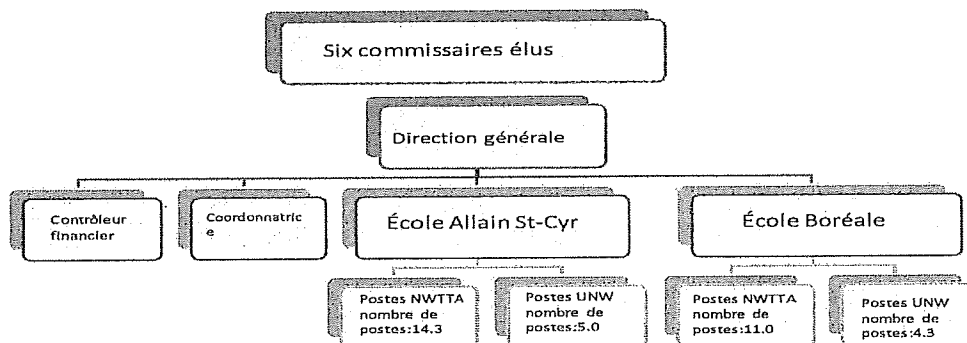 Six commissaires élus
Direction générale
Contrôleur
financier
Coordonnatric
e
École Allain St-Cyr
École Boréale
Postes NWTTA
nombre de
postes:14.3
Postes UNW
nombre de
postes:5.0
Postes NWTTA
nombre de
postes:11.0
Postes UNW
nombre de
postes:4.3